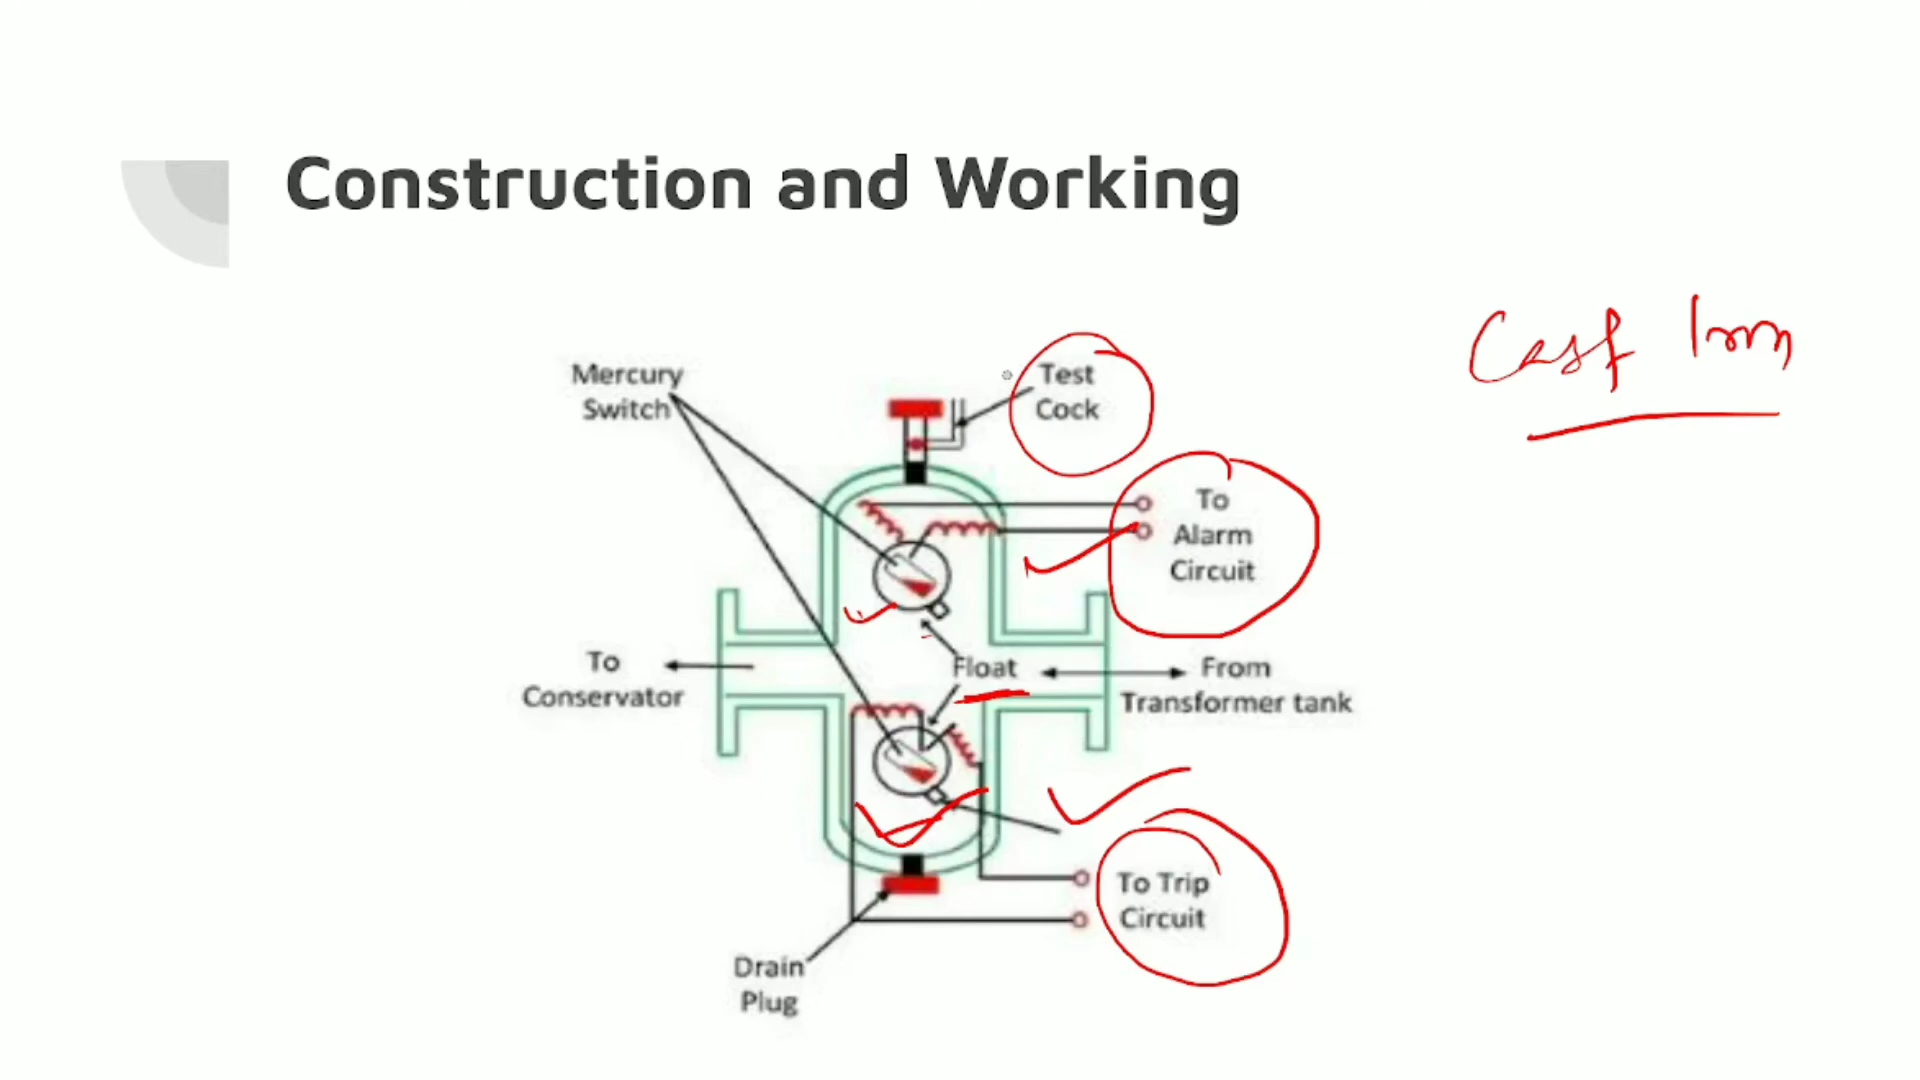 Construction and Working
Cast Iron
Mercury
Switch
Test
Cock
To
Alarm
Circuit
To
Conservator
Float
From
Transformer tank
To Trip
Circuit
Drain
Plug